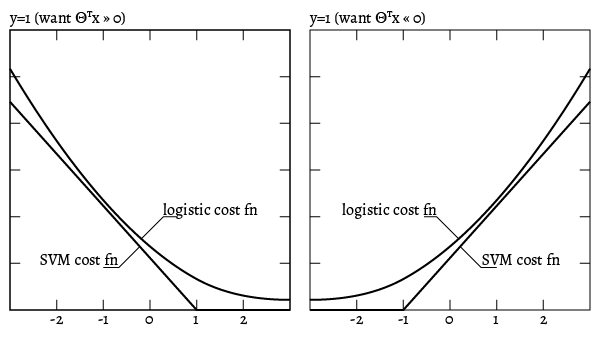 y=1 (want Θᵀx » 0)
y=1 (want Θᵀx « 0)
logistic cost fn
SVM cost fn
-2 -1 0 1 2
logistic cost fn
SVM cost fn
-2 -1 0 1 2